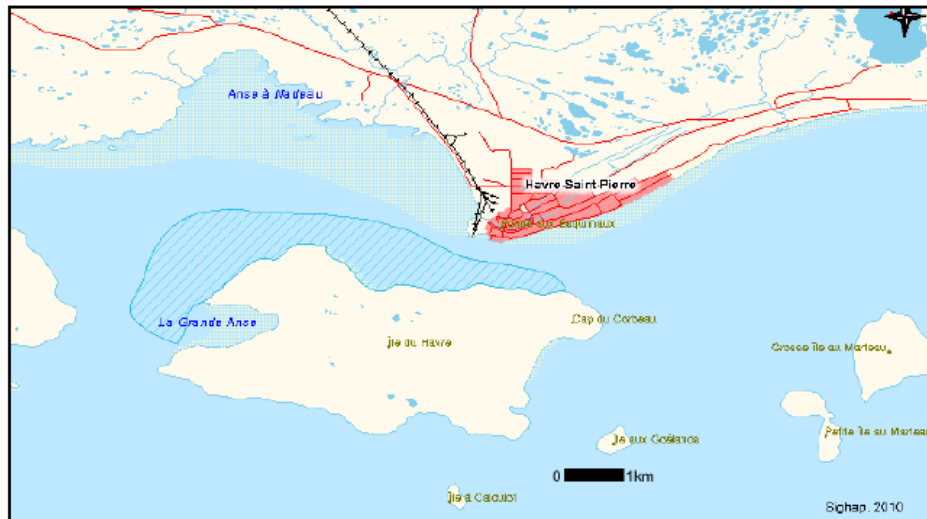 Anse à Nadeau
Havre-Saint-Pierre
Pointe aux Esquimaux
La Grande Anse
Cap du Corbeau
Île du Havre
Grosse Île au Marteau
Petite Île au Marteau
Île aux Goélands
0 1km
Île à Calculot
Sighap, 2010